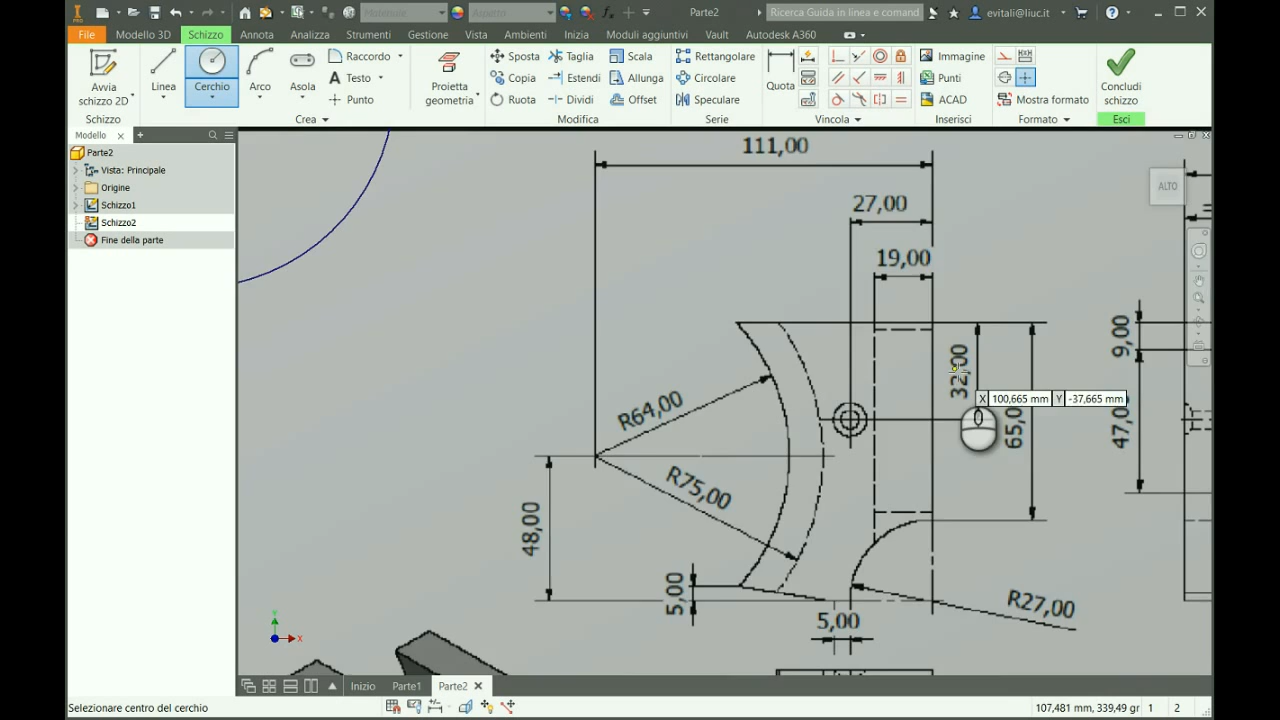 PRO
Materiale
Aspetto
Parte2
Ricerca Guida in linea e command
evitali@liuc.it
File
Modello 3D
Schizzo
Annota
Analizza
Strumenti
Gestione
Vista
Ambienti
Inizia
Moduli aggiuntivi
Vault
Autodesk A360
Avvia
schizzo 2D
Schizzo
Linea
Cerchio
Arco
Asola
Raccordo
Testo
Punto
Crea
Proietta
geometria
Sposta
Copia
Ruota
Taglia
Estendi
Dividi
Scala
Allunga
Offset
Modifica
Rettangolare
Circolare
Speculare
Serie
Quota
Vincola
Immagine
Punti
ACAD
Inserisci
Mostra formato
Formato
Concludi
schizzo
Esci
Modello
Parte2
Vista: Principale
Origine
Schizzo1
Schizzo2
Fine della parte
111,00
27,00
19,00
32,00
65,00
9,00
47,0
R64,00
R75,00
48,00
5,00
5,00
R27,00
ALTO
X 100,665 mm Y -37,665 mm
Y
X
Inizio
Parte1
Parte2
Selezionare centro del cerchio
107,481 mm, 339,49 gr 1 2